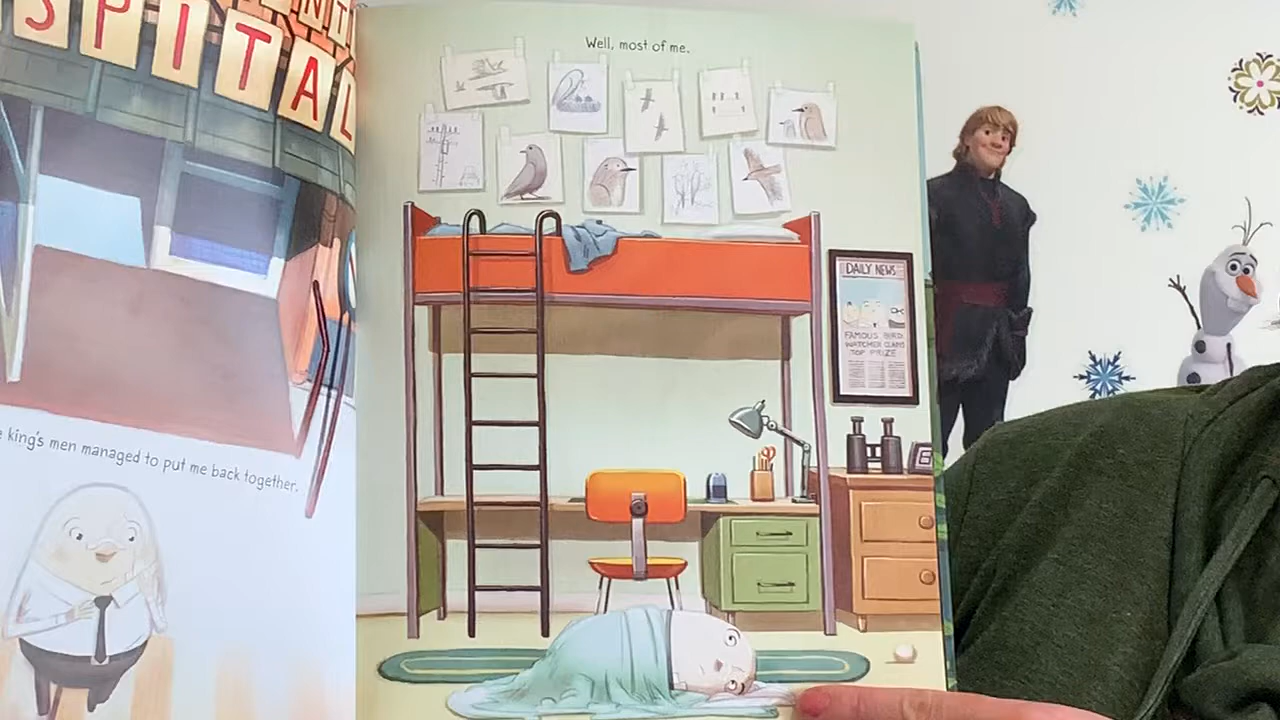 SPITAL
king's men managed to put me back together.
Well, most of me.
DAILY NEWS
FAMOUS BIRD
WATCHER CLAIMS
TOP PRIZE